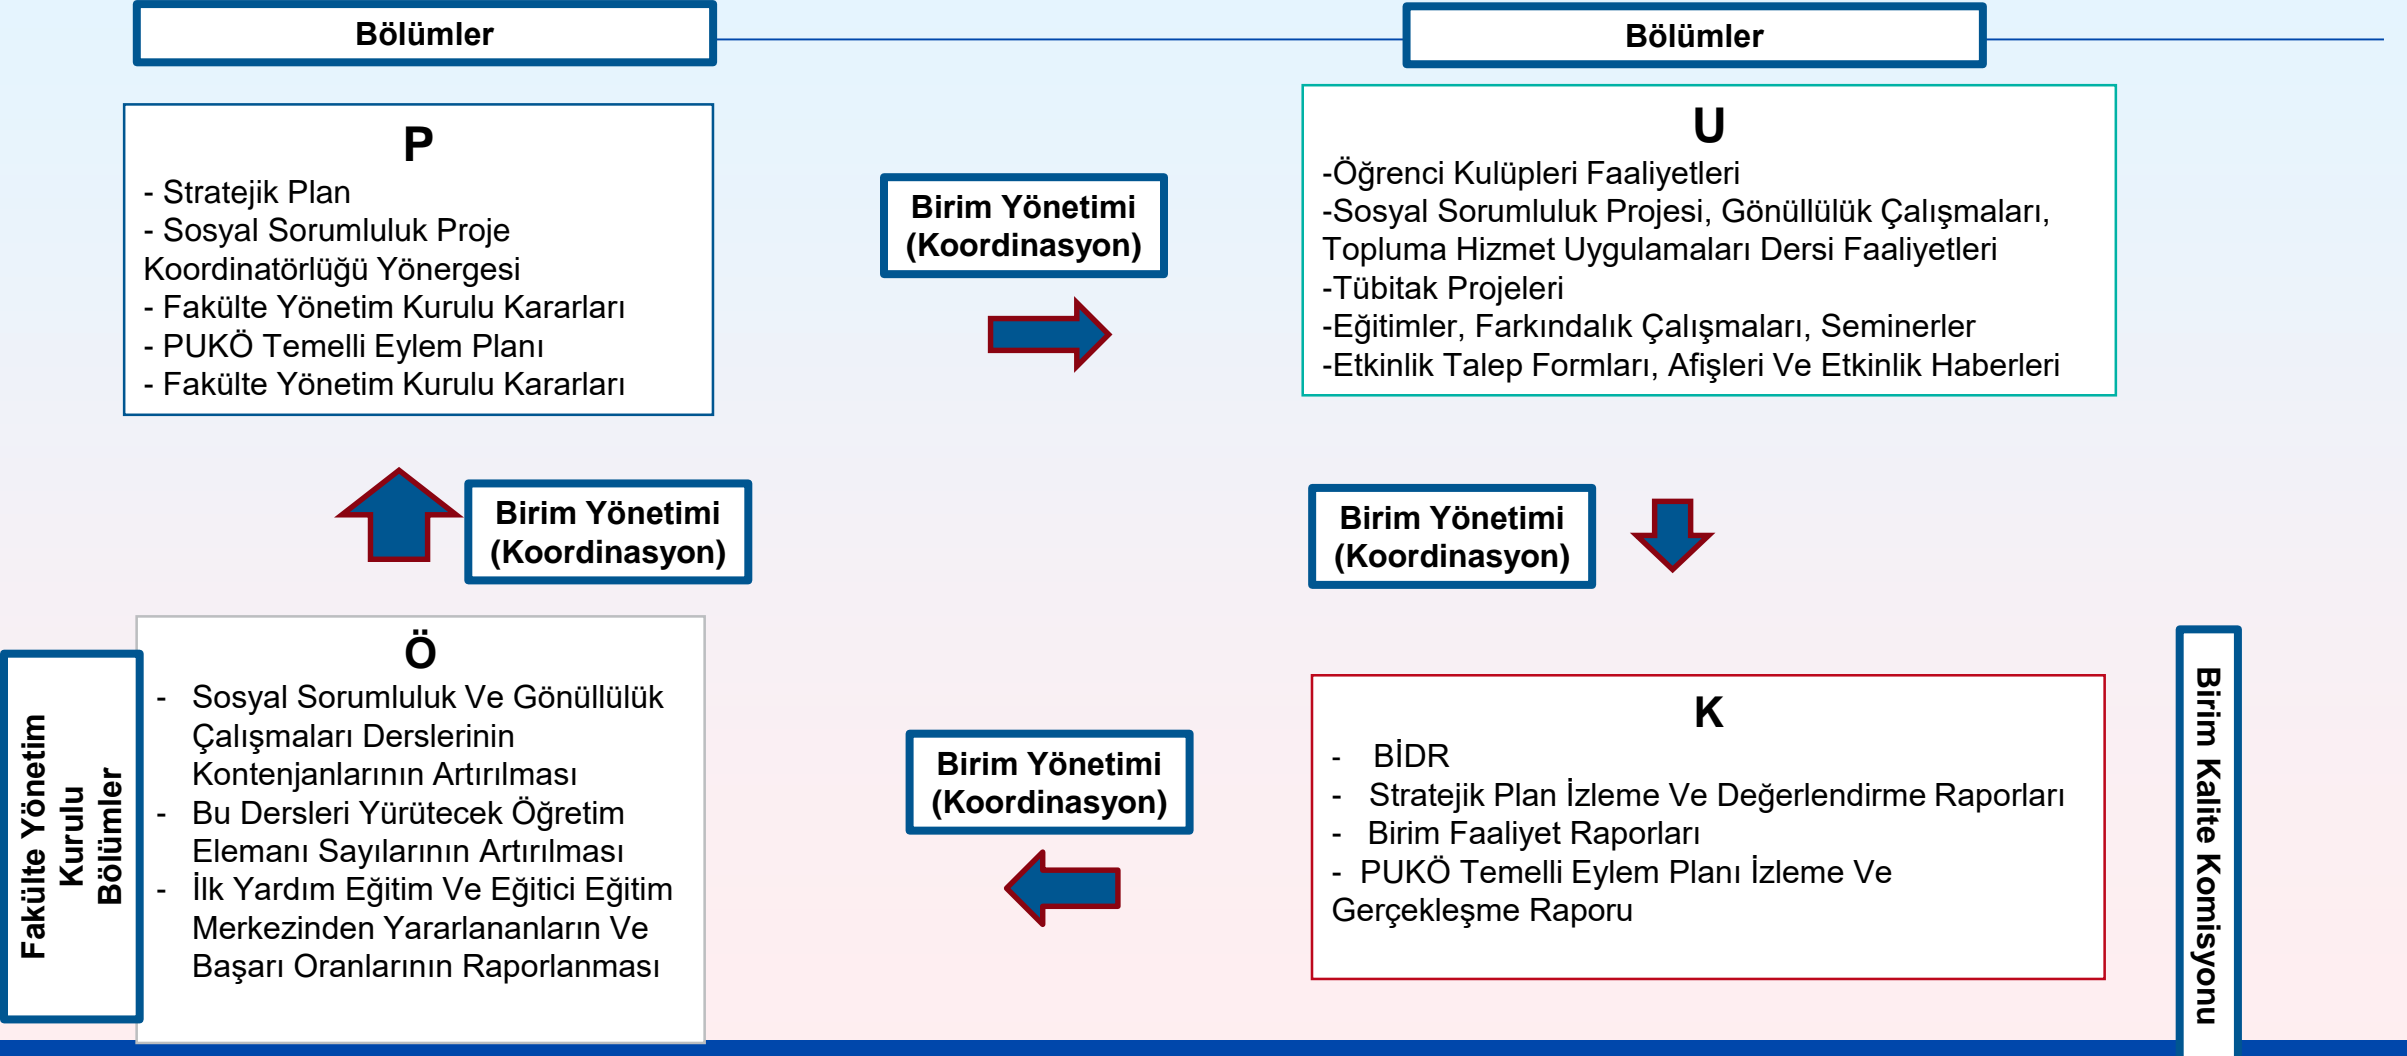 Bölümler
Bölümler
P
- Stratejik Plan
- Sosyal Sorumluluk Proje
Koordinatörlüğü Yönergesi
- Fakülte Yönetim Kurulu Kararları
- PUKÖ Temelli Eylem Planı
- Fakülte Yönetim Kurulu Kararları
Birim Yönetimi
(Koordinasyon)
U
-Öğrenci Kulüpleri Faaliyetleri
-Sosyal Sorumluluk Projesi, Gönüllülük Çalışmaları,
Topluma Hizmet Uygulamaları Dersi Faaliyetleri
-Tübitak Projeleri
-Eğitimler, Farkındalık Çalışmaları, Seminerler
-Etkinlik Talep Formları, Afişleri Ve Etkinlik Haberleri
Birim Yönetimi
(Koordinasyon)
Birim Yönetimi
(Koordinasyon)
Fakülte Yönetim
Kurulu
Bölümler
Ö
- Sosyal Sorumluluk Ve Gönüllülük
Çalışmaları Derslerinin
Kontenjanlarının Artırılması
- Bu Dersleri Yürütecek Öğretim
Elemanı Sayılarının Artırılması
- İlk Yardım Eğitim Ve Eğitici Eğitim
Merkezinden Yararlananların Ve
Başarı Oranlarının Raporlanması
Birim Yönetimi
(Koordinasyon)
K
- BİDR
- Stratejik Plan İzleme Ve Değerlendirme Raporları
- Birim Faaliyet Raporları
- PUKÖ Temelli Eylem Planı İzleme Ve
Gerçekleşme Raporu
Birim Kalite Komisyonu